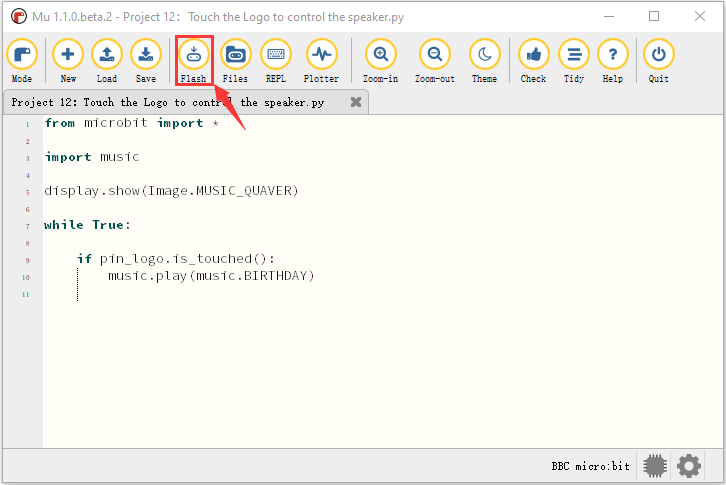 Mu 1.1.0.beta.2 - Project 12: Touch the Logo to control the speaker.py
Mode New Load Save Flash Files REPL Plotter Zoom-in Zoom-out Theme Check Tidy Help Quit
Project 12: Touch the Logo to control the speaker.py
1 from microbit import *
2
3 import music
4
5 display.show(Image.MUSIC_QUAVER)
6
7 while True:
8
9 if pin_logo.is_touched():
10 music.play(music.BIRTHDAY)
11
BBC micro:bit